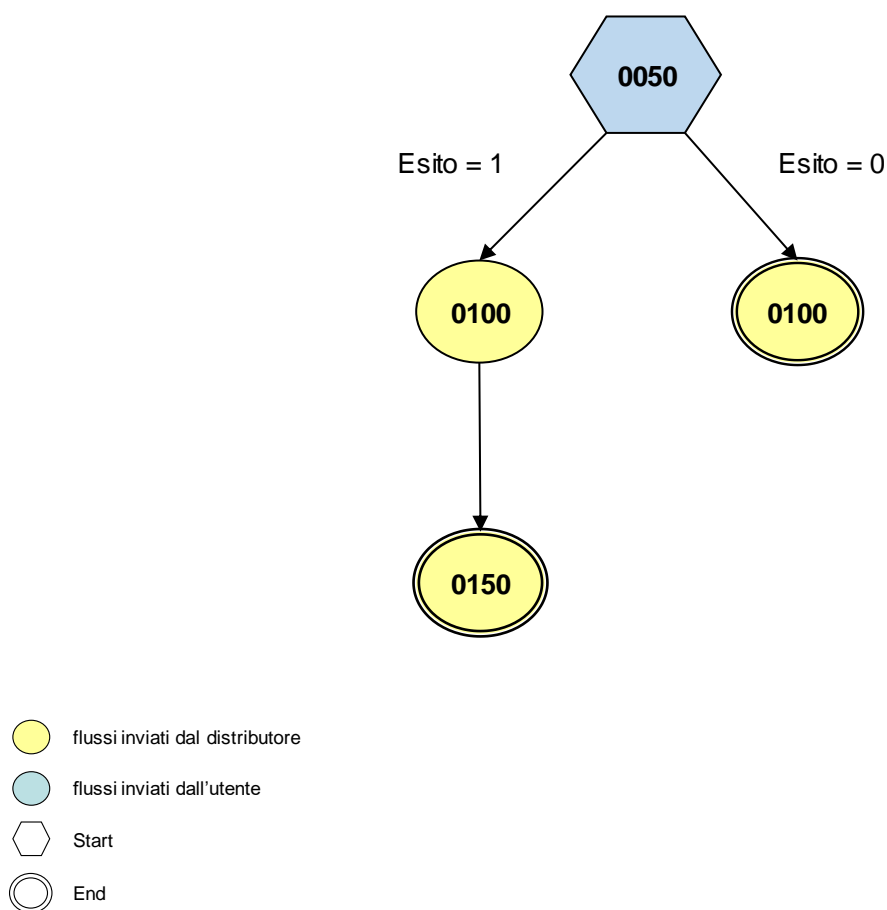 0050
Esito = 1
Esito = 0
0100
0100
0150
flussi inviati dal distributore
flussi inviati dall'utente
Start
End